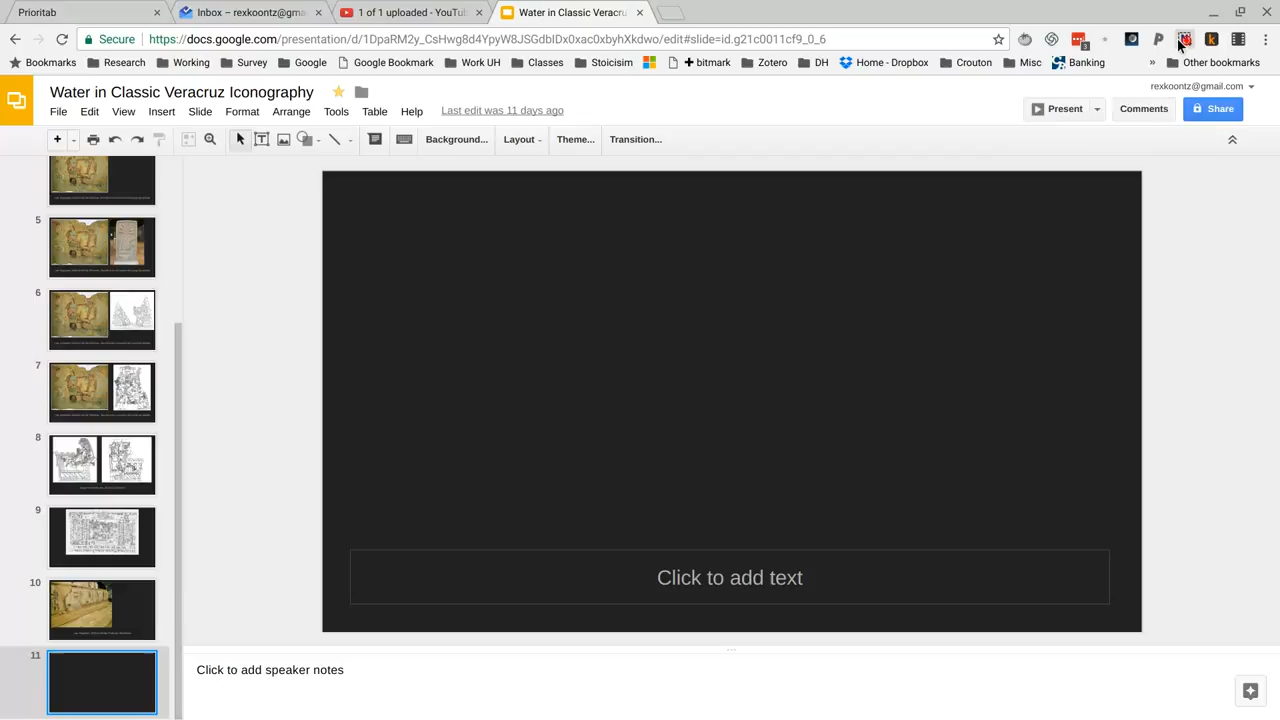 Prioritab
Inbox – rexkoontz@gma
1 of 1 uploaded - YouTu
Water in Classic Veracru
Secure
https://docs.google.com/presentation/d/1DpaRM2y_CsHwg8d4YpyW8JSGdbIDx0xac0xbyhXkdwo/edit#slide=id.g21c0011cf9_0_6
3
Bookmarks
Research
Working
Survey
Google
Google Bookmark
Work UH
Classes
Stoicisim
bitmark
Zotero
DH
Home - Dropbox
Crouton
Misc
Banking
»
Other bookmarks
Water in Classic Veracruz Iconography
rexkoontz@gmail.com
File Edit View Insert Slide Format Arrange Tools Table Help
Last edit was 11 days ago
Present
Comments
Share
Background...
Layout
Theme...
Transition...
5
6
7
8
9
10
11
Click to add text
Click to add speaker notes